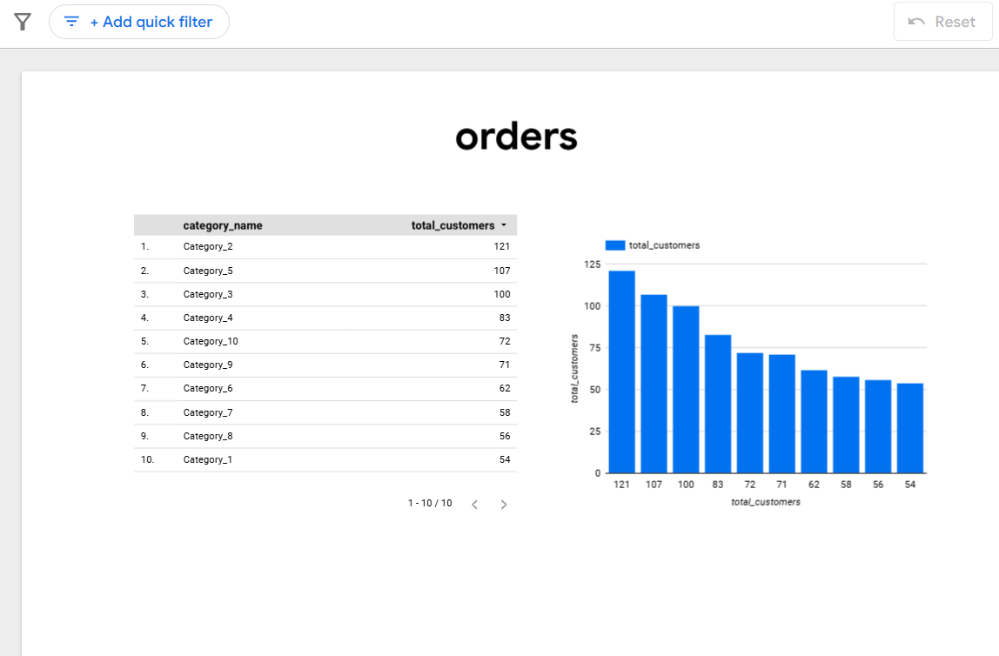 + Add quick filter
Reset
orders
category_name total_customers
1. Category_2 121
2. Category_5 107
3. Category_3 100
4. Category_4 83
5. Category_10 72
6. Category_9 71
7. Category_6 62
8. Category_7 58
9. Category_8 56
10. Category_1 54
1 - 10 / 10
total_customers
125
100
75
50
25
0
total_customers
121 107 100 83 72 71 62 58 56 54
total_customers